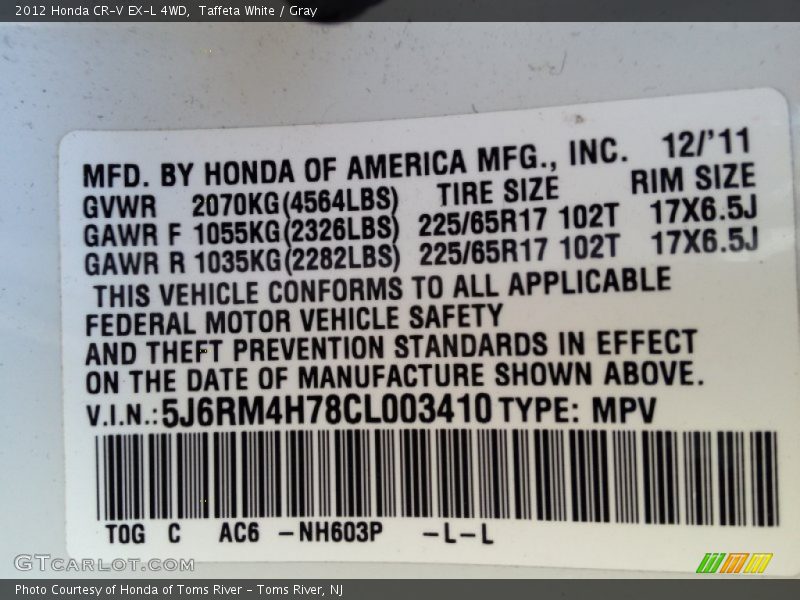 2012 Honda CR-V EX-L 4WD, Taffeta White / Gray
MFD. BY HONDA OF AMERICA MFG., INC. 12/'11
GVWR 2070KG(4564LBS) TIRE SIZE RIM SIZE
GAWR F 1055KG(2326LBS) 225/65R17 102T 17X6.5J
GAWR R 1035KG(2282LBS) 225/65R17 102T 17X6.5J
THIS VEHICLE CONFORMS TO ALL APPLICABLE
FEDERAL MOTOR VEHICLE SAFETY
AND THEFT PREVENTION STANDARDS IN EFFECT
ON THE DATE OF MANUFACTURE SHOWN ABOVE.
V.I.N.:5J6RM4H78CL003410 TYPE: MPV
TOG C AC6 -NH603P -L-L
GTCARCOT.COM
Photo Courtesy of Honda of Toms River - Toms River, NJ